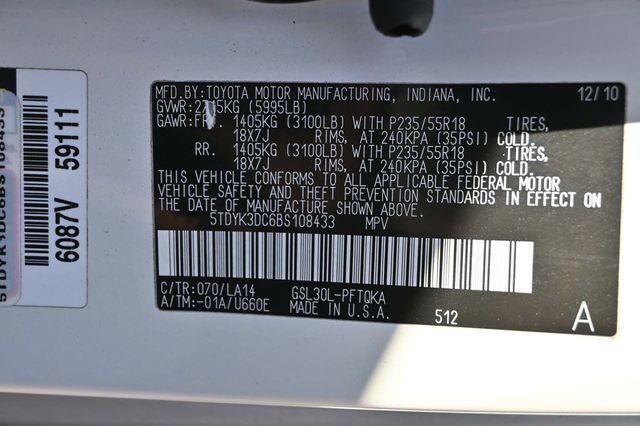 MFD.BY:TOYOTA MOTOR MANUFACTURING, INDIANA, INC. 12/10
GVWR: (5995LB)
GAWR: 1405KG (3100LB) WITH P235/55R18 TIRES,
18X7J RIMS, AT 240KPA (35PSI) COLD.
RR. 1405KG (3100LB) WITH P235/55R18 TIRES,
18X7J RIMS, AT 240KPA (35PSI) COLD.
THIS VEHICLE CONFORMS TO ALL APPLICABLE FEDERAL MOTOR
VEHICLE SAFETY AND THEFT PREVENTION STANDARDS IN EFFECT ON
THE DATE OF MANUFACTURE SHOWN ABOVE.
5TDYK3DC6BS108433 MPV
C/TR:070/LA14 GSL30L-PFTQKA
A/TM:-01A/U660E MADE IN U.S.A.
512 A
6087V 59111
5TDYK3DC6BS108433